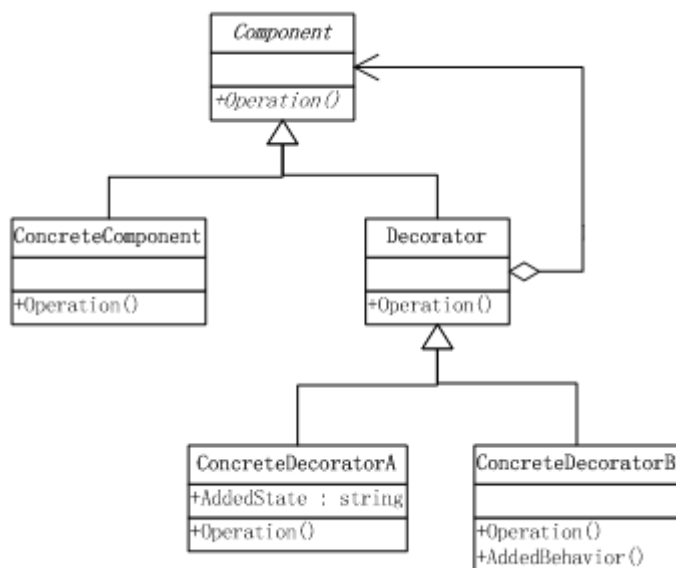 Component
+Operation()
ConcreteComponent
+Operation()
Decorator
+Operation()
ConcreteDecoratorA
+AddedState : string
+Operation()
ConcreteDecoratorB
+Operation()
+AddedBehavior()